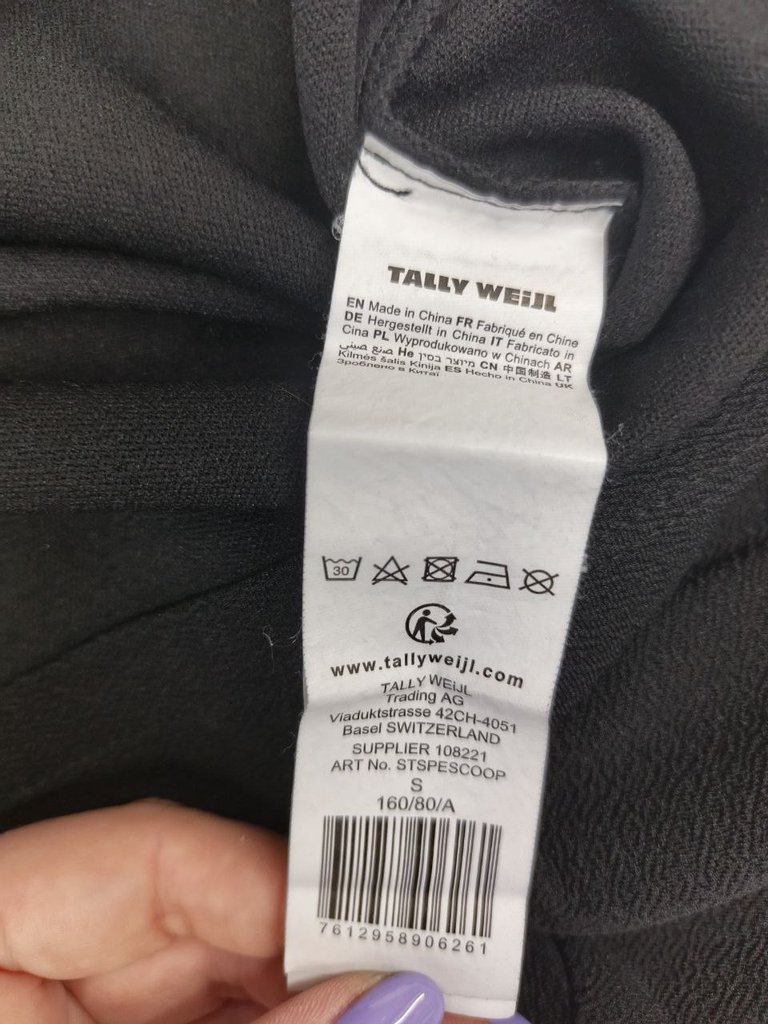 TALLY WEiJL
EN Made in China FR Fabriqué en Chine
DE Hergestellt in China IT Fabricato in
Cina PL Wyprodukowano w Chinach AR
صنع صيني He מיוצר בסין CN 中国制造 LT
Kilmės šalis Kinija ES Hecho in China UK
Зроблено в Китаї
30
www.tallyweijl.com
TALLY WEiJL
Trading AG
Viaduktstrasse 42CH-4051
Basel SWITZERLAND
SUPPLIER 108221
ART No. STSPESCOOP
S
160/80/A
7612958906261